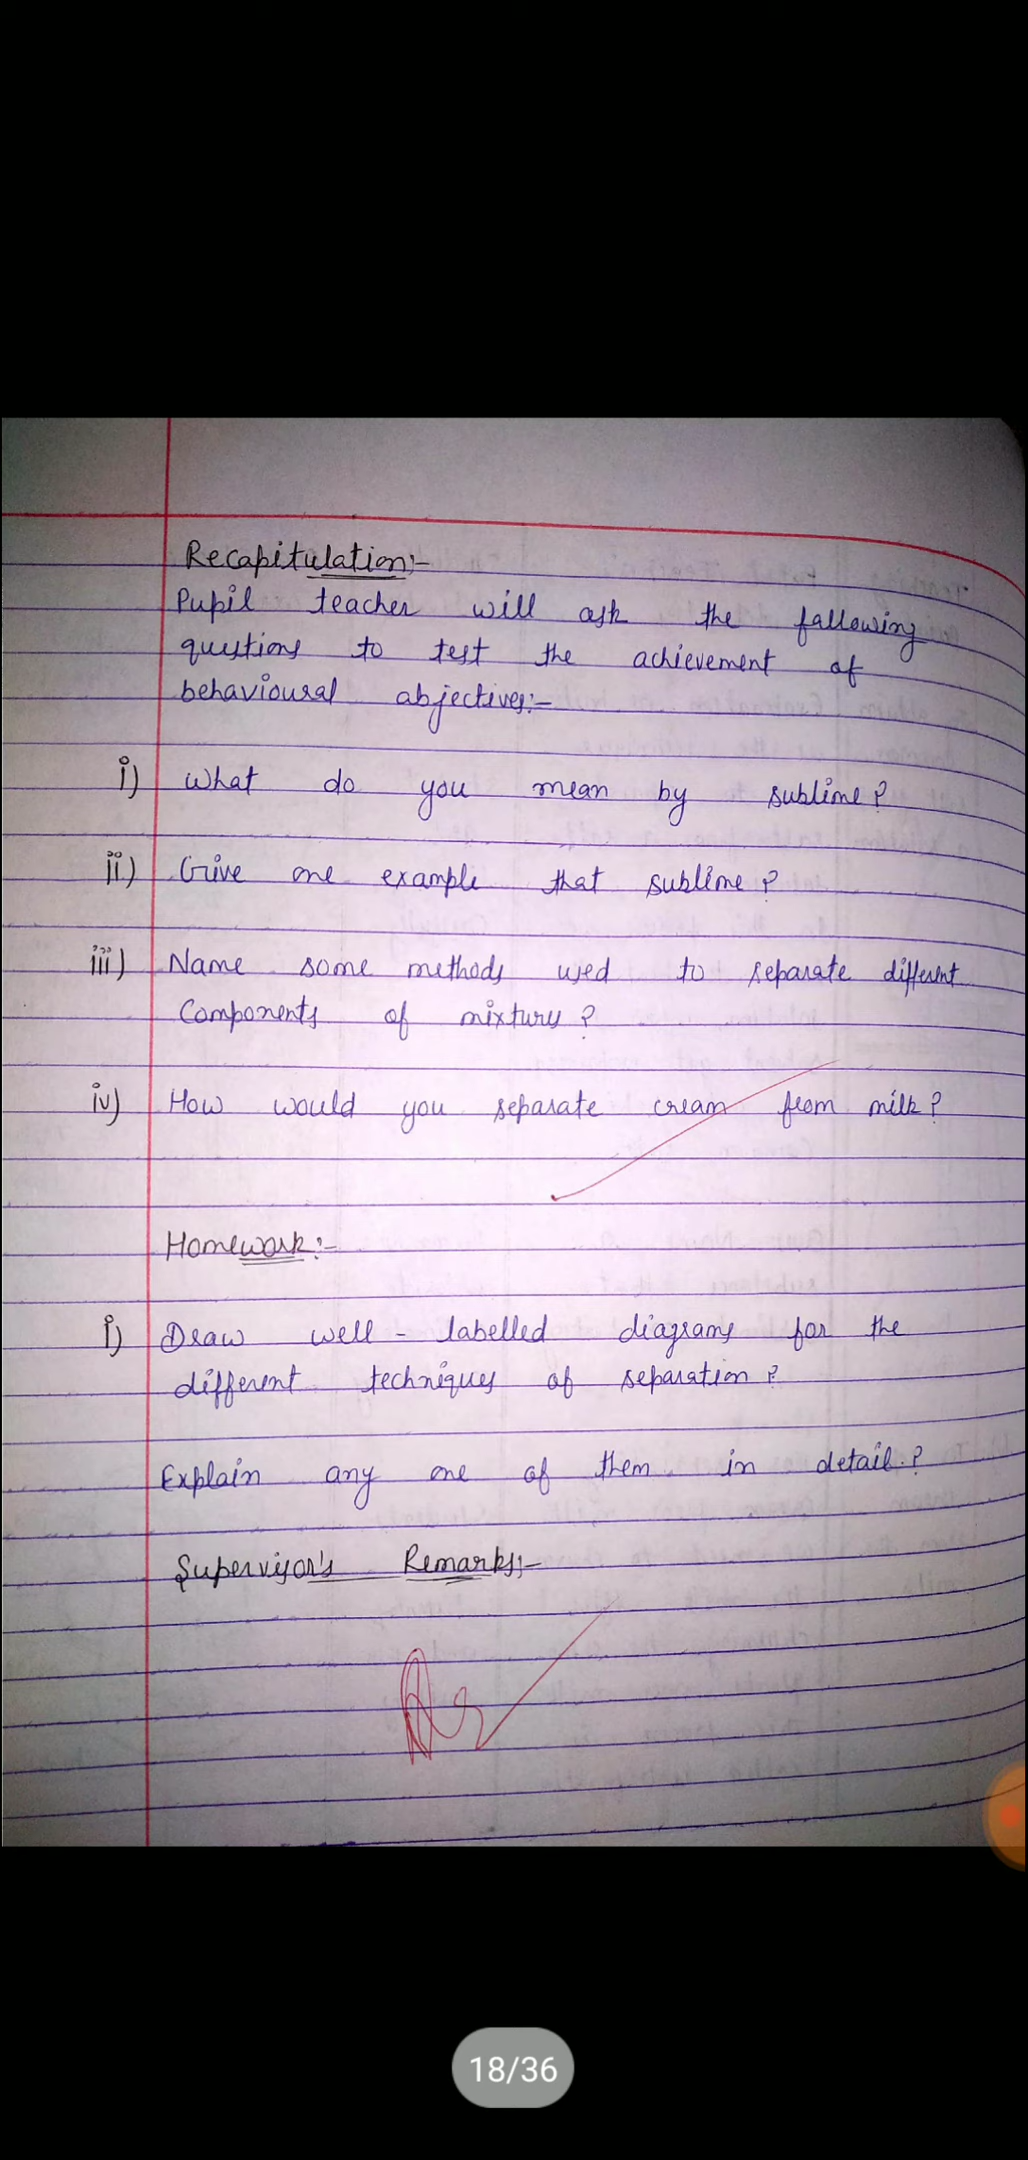 Recapitulation:-
Pupil teacher will ask the following
questions to test the achievement of
behavioural objectives:-
i) What do you mean by sublime?
ii) Give one example that sublime?
iii) Name some methods used to separate different
Components of mixtures?
iv) How would you separate cream from milk?
Homework:-
i) Draw well-labelled diagrams for the
different techniques of separation?
Explain any one of them in detail.?
Supervisor's Remarks:-
18/36